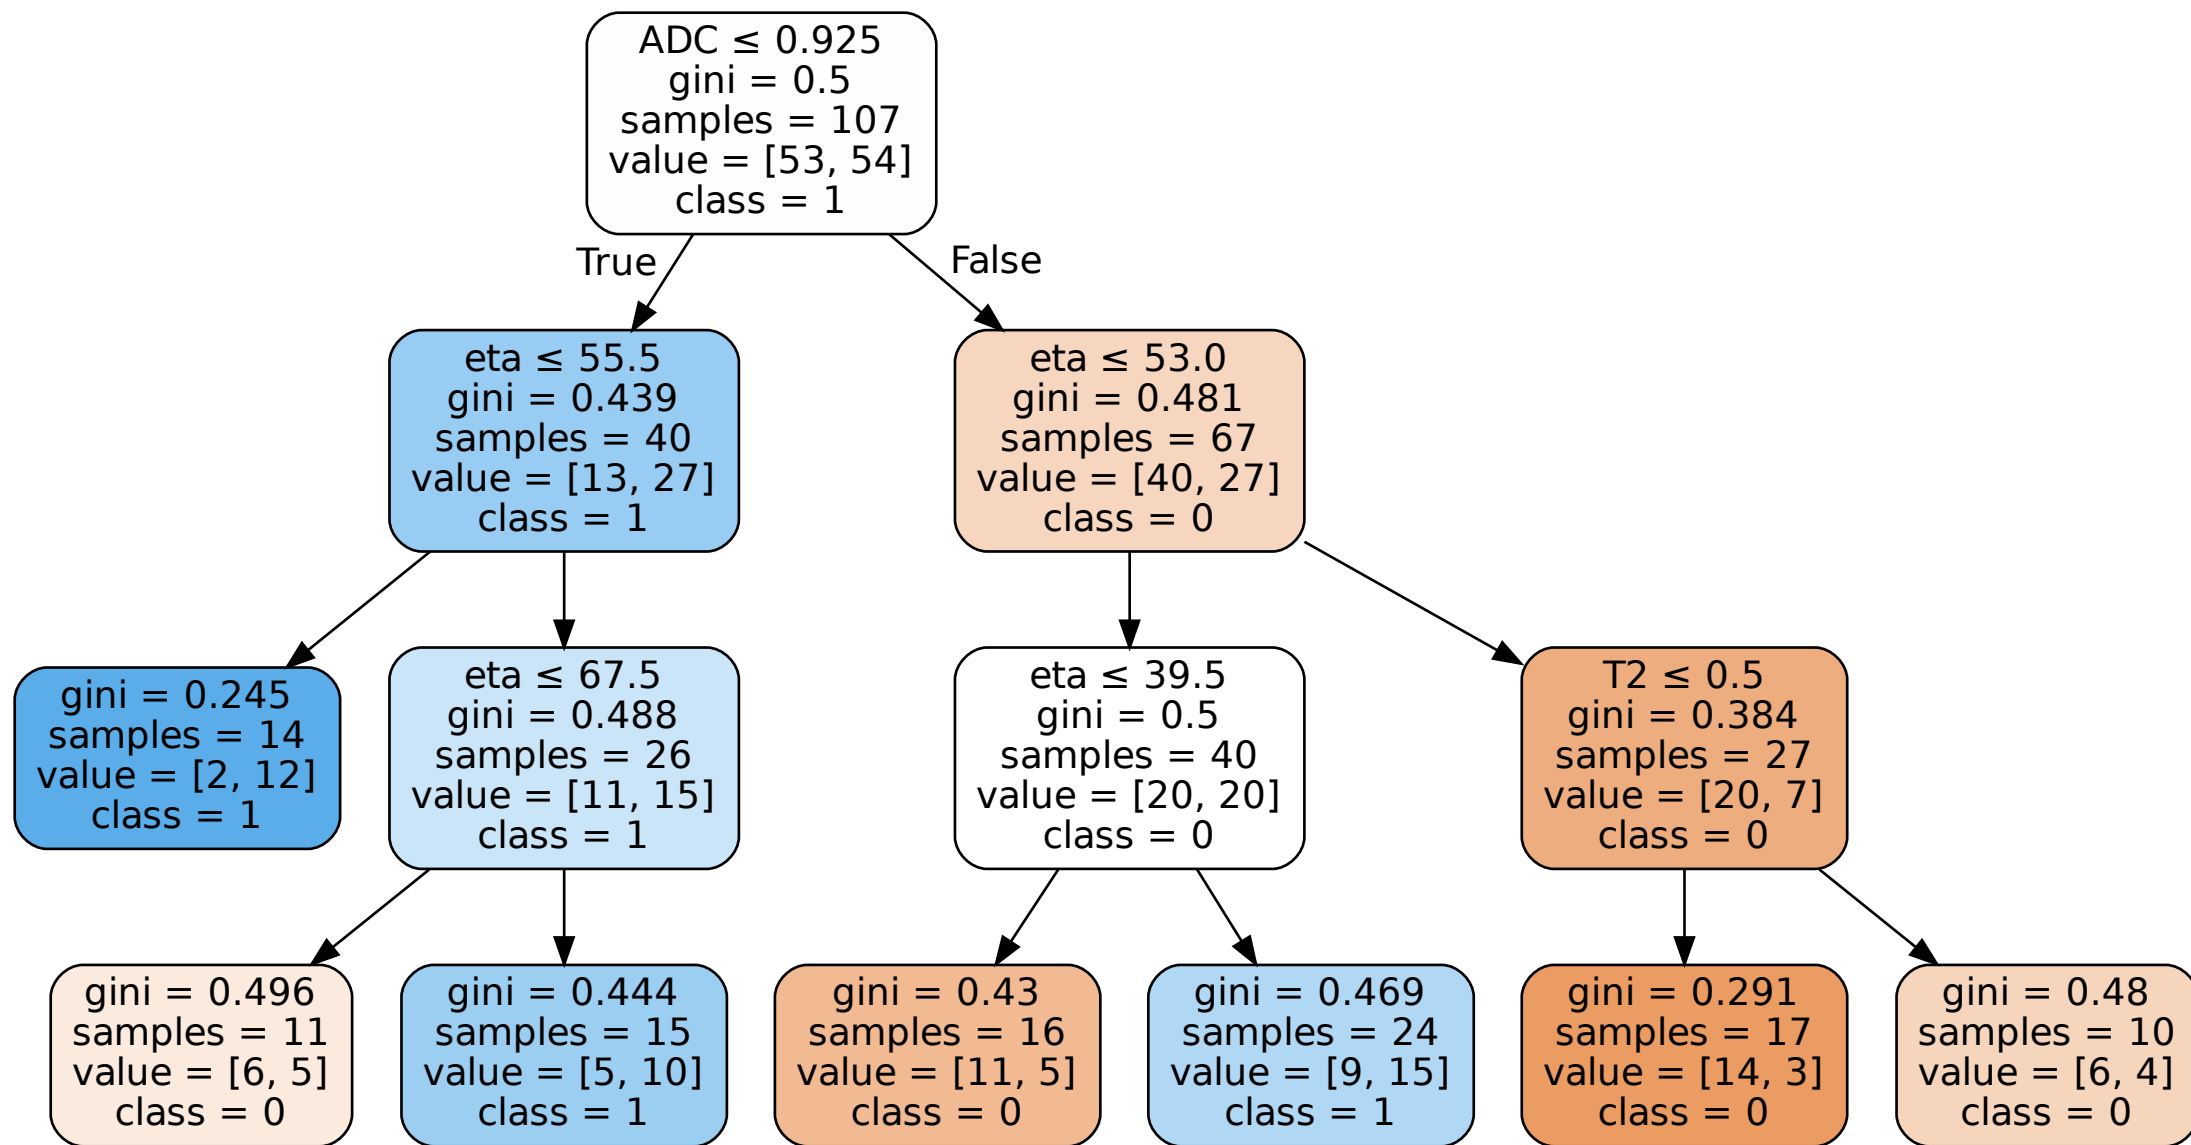 ADC ≤ 0.925
gini = 0.5
samples = 107
value = [53, 54]
class = 1
True
False
eta ≤ 55.5
gini = 0.439
samples = 40
value = [13, 27]
class = 1
eta ≤ 53.0
gini = 0.481
samples = 67
value = [40, 27]
class = 0
gini = 0.245
samples = 14
value = [2, 12]
class = 1
eta ≤ 67.5
gini = 0.488
samples = 26
value = [11, 15]
class = 1
eta ≤ 39.5
gini = 0.5
samples = 40
value = [20, 20]
class = 0
T2 ≤ 0.5
gini = 0.384
samples = 27
value = [20, 7]
class = 0
gini = 0.496
samples = 11
value = [6, 5]
class = 0
gini = 0.444
samples = 15
value = [5, 10]
class = 1
gini = 0.43
samples = 16
value = [11, 5]
class = 0
gini = 0.469
samples = 24
value = [9, 15]
class = 1
gini = 0.291
samples = 17
value = [14, 3]
class = 0
gini = 0.48
samples = 10
value = [6, 4]
class = 0